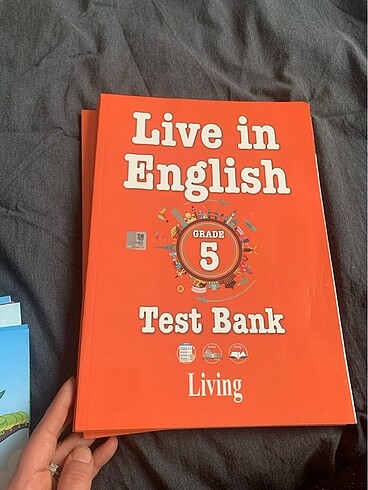 Live in
English
GRADE
5
Test Bank
Living